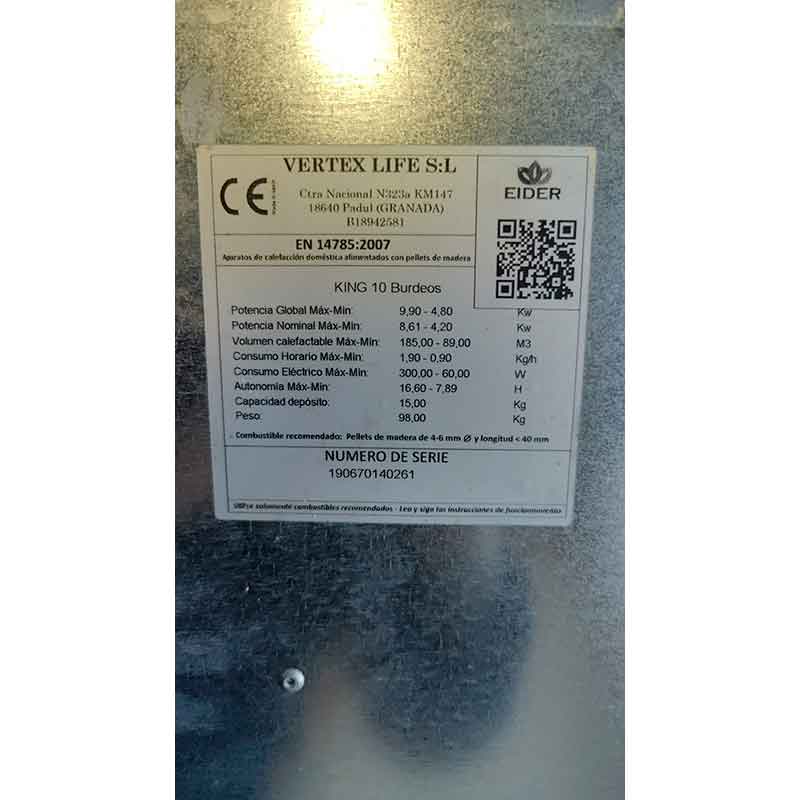 VERTEX LIFE S:L
Ctra Nacional N323a KM147
18640 Padul (GRANADA)
B18942581
CE
EIDER
EN 14785:2007
Aparatos de calefacción doméstica alimentados con pellets de madera
KING 10 Burdeos
Potencia Global Máx-Min: 9,90 - 4,80 Kw
Potencia Nominal Máx-Min: 8,61 - 4,20 Kw
Volumen calefactable Máx-Min: 185,00 - 89,00 M3
Consumo Horario Máx-Min: 1,90 - 0,90 Kg/h
Consumo Eléctrico Máx-Min: 300,00 - 60,00 W
Autonomía Máx-Min: 16,60 - 7,89 H
Capacidad depósito: 15,00 Kg
Peso: 98,00 Kg
Combustible recomendado: Pellets de madera de 4-6 mm Ø y longitud < 40 mm
NUMERO DE SERIE
190670140261
Utilice solamente combustibles recomendados - Lea y siga las instrucciones de funcionamiento